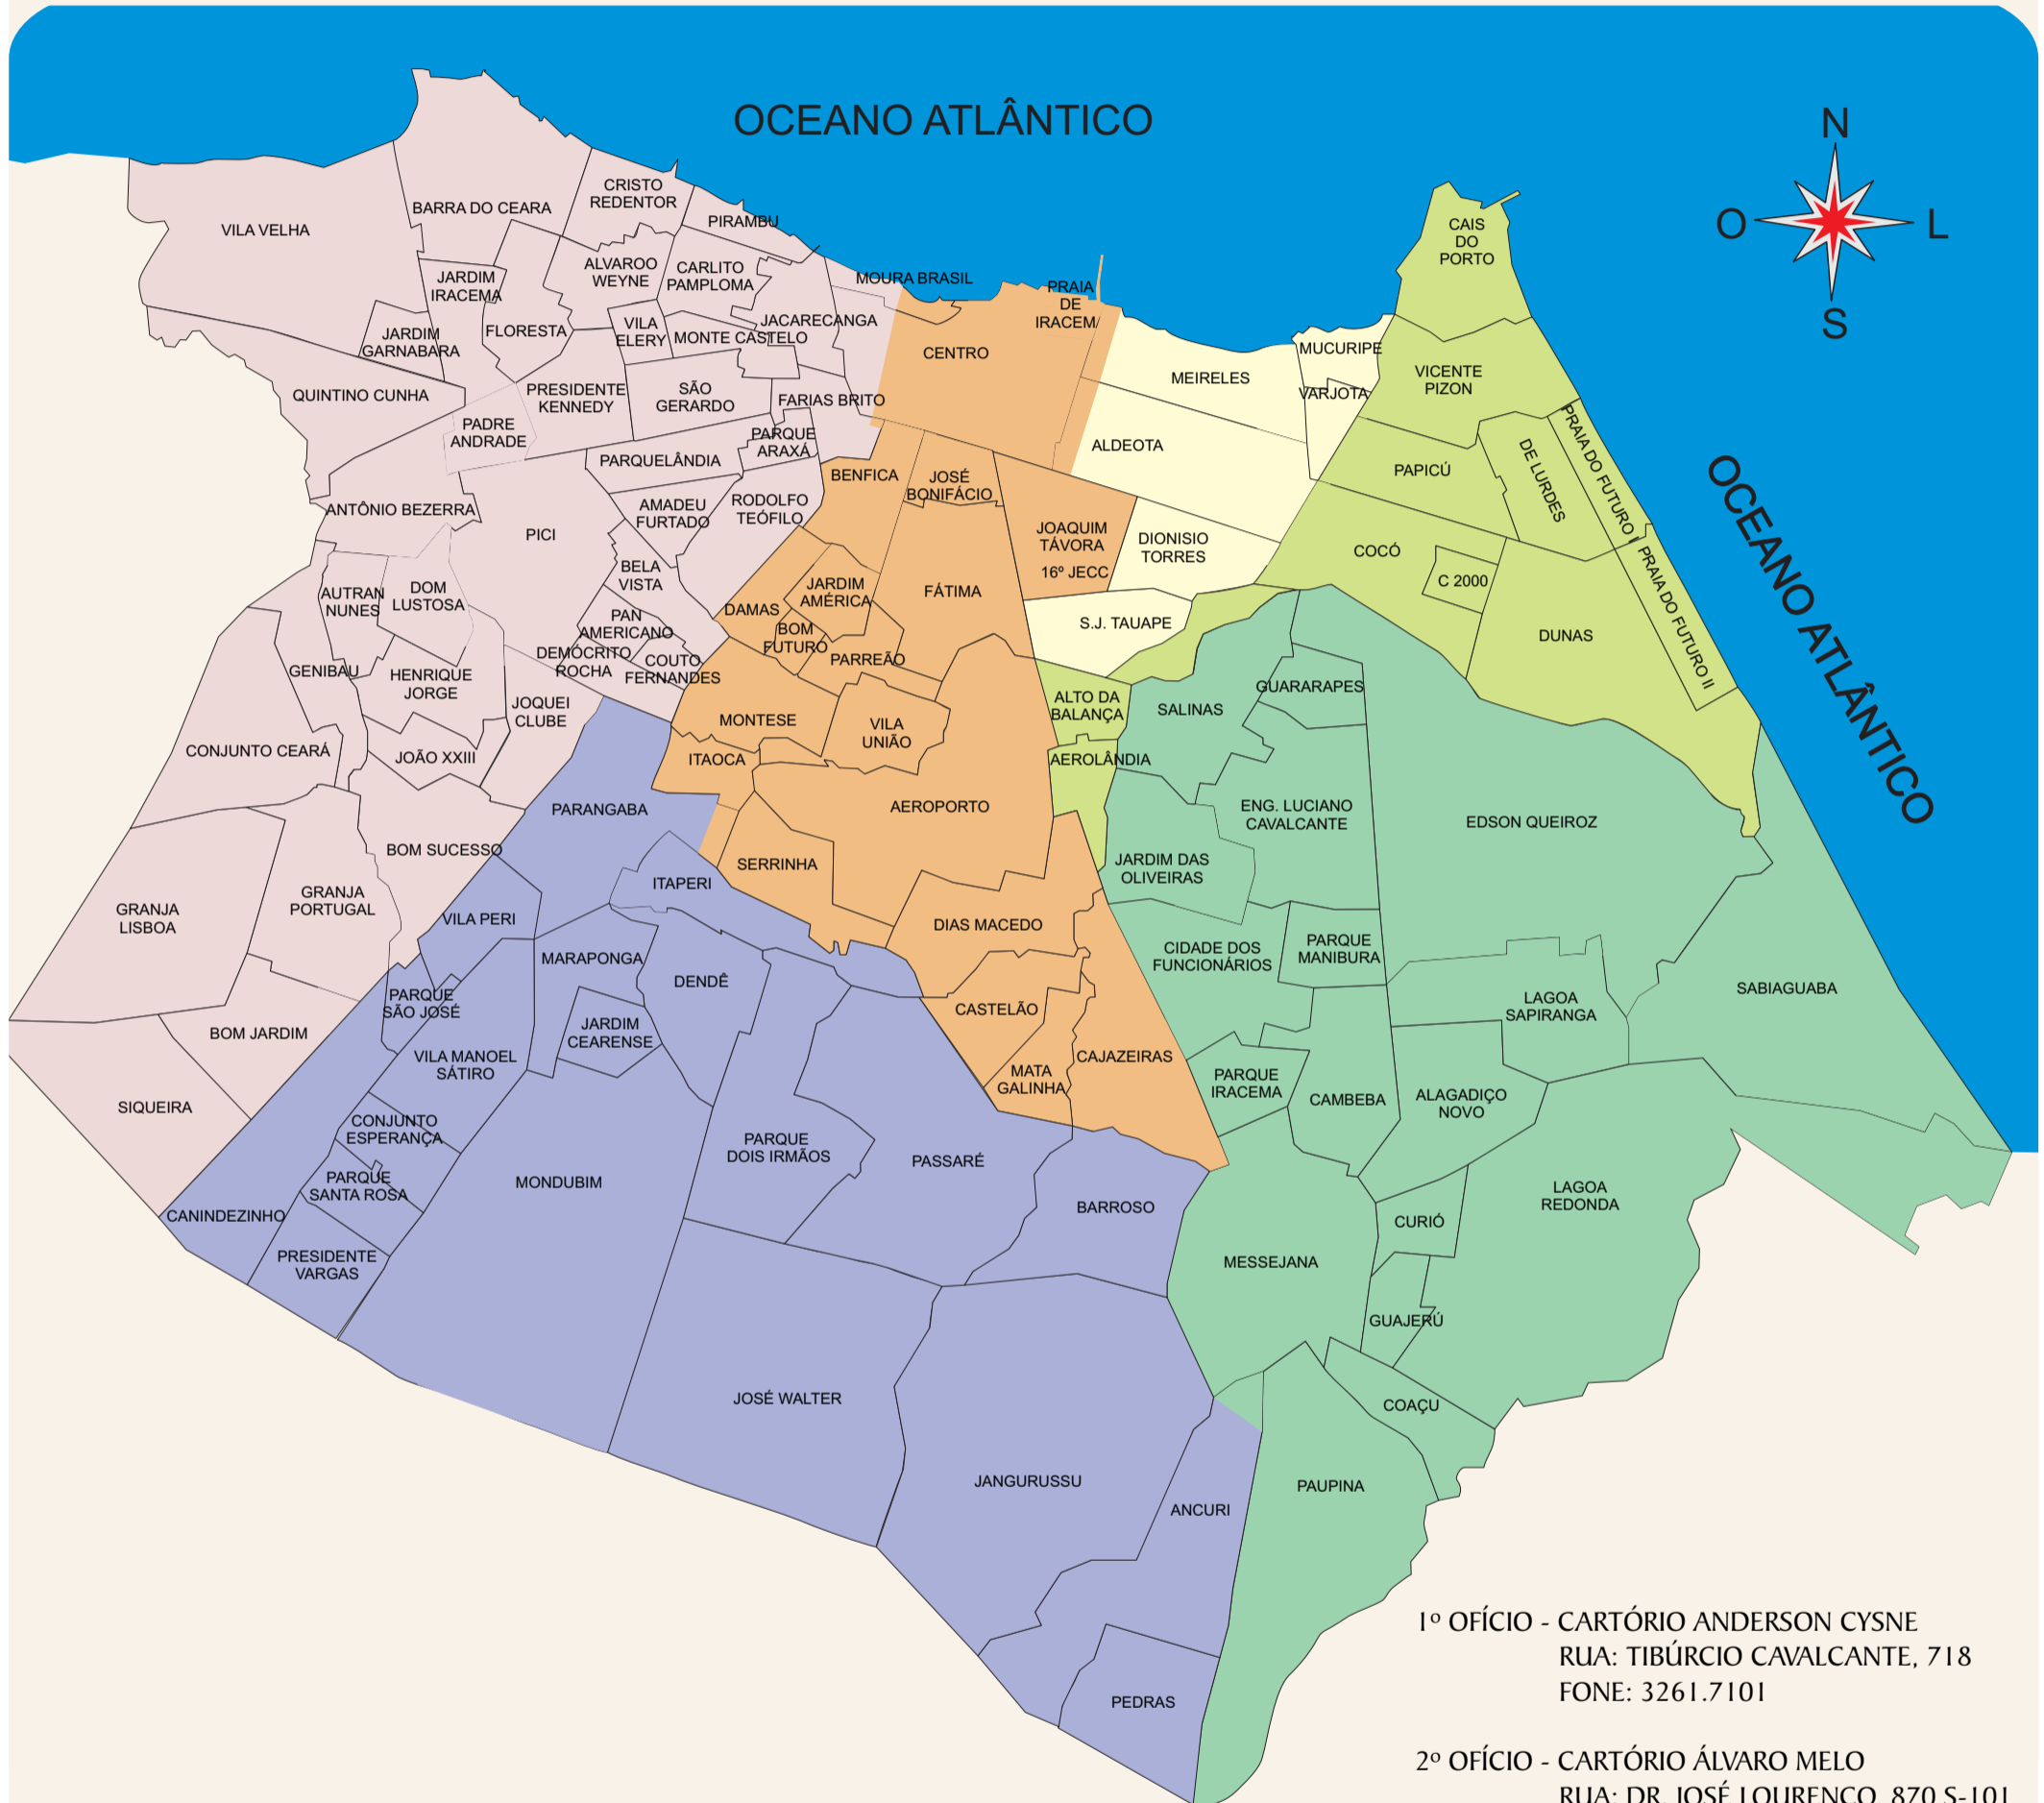 OCEANO ATLÂNTICO
N
O
L
S
OCEANO ATLÂNTICO
VILA VELHA
BARRA DO CEARA
CRISTO
REDENTOR
PIRAMBU
JARDIM
IRACEMA
ALVAROO
WEYNE
CARLITO
PAMPLOMA
MOURA BRASIL
JARDIM
GARNABARA
FLORESTA
VILA
ELERY
MONTE CASTELO
JACARECANGA
QUINTINO CUNHA
PADRE
ANDRADE
PRESIDENTE
KENNEDY
SÃO
GERARDO
FARIAS BRITO
PARQUE
ARAXÁ
PARQUELÂNDIA
ANTÔNIO BEZERRA
PICI
AMADEU
FURTADO
RODOLFO
TEÓFILO
BELA
VISTA
AUTRAN
NUNES
DOM
LUSTOSA
PAN
AMERICANO
DEMÓCRITO
ROCHA
COUTO
FERNANDES
GENIBAU
HENRIQUE
JORGE
JOQUEI
CLUBE
CONJUNTO CEARÁ
JOÃO XXIII
BOM SUCESSO
GRANJA
LISBOA
GRANJA
PORTUGAL
BOM JARDIM
SIQUEIRA
PRAIA
DE
IRACEMA
CENTRO
BENFICA
JOSÉ
BONIFÁCIO
JOAQUIM
TÁVORA
16º JECC
JARDIM
AMÉRICA
FÁTIMA
DAMAS
BOM
FUTURO
PARREÃO
MONTESE
VILA
UNIÃO
ITAOCA
AEROPORTO
SERRINHA
DIAS MACEDO
CASTELÃO
MATA
GALINHA
CAJAZEIRAS
MEIRELES
MUCURIPE
VARJOTA
ALDEOTA
DIONISIO
TORRES
S.J. TAUAPE
CAIS
DO
PORTO
VICENTE
PIZON
PAPICÚ
DE LURDES
PRAIA DO FUTURO I
PRAIA DO FUTURO II
COCÓ
C 2000
DUNAS
ALTO DA
BALANÇA
AEROLÂNDIA
SALINAS
GUARARAPES
ENG. LUCIANO
CAVALCANTE
EDSON QUEIROZ
JARDIM DAS
OLIVEIRAS
CIDADE DOS
FUNCIONÁRIOS
PARQUE
MANIBURA
LAGOA
SAPIRANGA
SABIAGUABA
PARQUE
IRACEMA
CAMBEBA
ALAGADIÇO
NOVO
LAGOA
REDONDA
CURIÓ
MESSEJANA
GUAJERÚ
COAÇU
PAUPINA
PARANGABA
ITAPERI
VILA PERI
MARAPONGA
DENDÊ
PARQUE
SÃO JOSÉ
JARDIM
CEARENSE
VILA MANOEL
SÁTIRO
CONJUNTO
ESPERANÇA
PARQUE
SANTA ROSA
CANINDEZINHO
PRESIDENTE
VARGAS
MONDUBIM
PARQUE
DOIS IRMÃOS
PASSARÉ
BARROSO
JOSÉ WALTER
JANGURUSSU
ANCURI
PEDRAS
1º OFÍCIO - CARTÓRIO ANDERSON CYSNE
RUA: TIBÚRCIO CAVALCANTE, 718
FONE: 3261.7101
2º OFÍCIO - CARTÓRIO ÁLVARO MELO
RUA: DR. JOSÉ LOURENÇO, 870 S-101